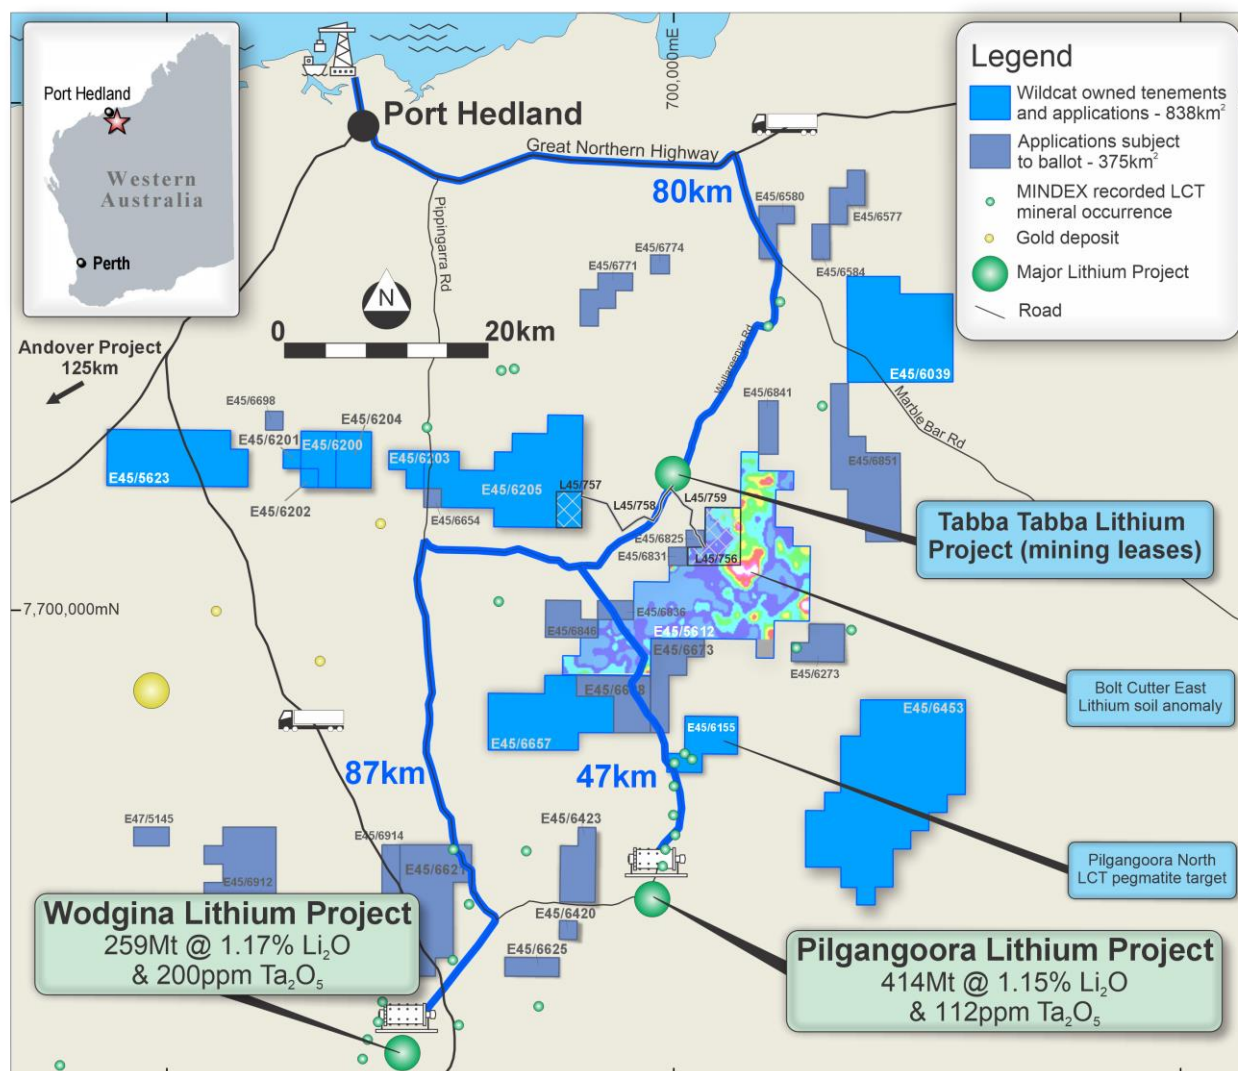 Port Hedland
Western
Australia
Perth
Port Hedland
Great Northern Highway
700,000mE
80km
Pippingarra Rd
Legend
Wildcat owned tenements
and applications - 838km²
Applications subject
to ballot - 375km²
MINDEX recorded LCT
mineral occurrence
Gold deposit
Major Lithium Project
Road
N
0
20km
Andover Project
125km
E45/6580
E45/6577
E45/6584
E45/6774
E45/6771
E45/6039
Wallareenya Rd
Marble Bar Rd
E45/6698
E45/6204
E45/6201
E45/6200
E45/6203
E45/5623
E45/6202
E45/6205
E45/6654
L45/757
L45/758
L45/759
E45/6841
E45/6851
E45/6825
E45/6831
L45/756
Tabba Tabba Lithium
Project (mining leases)
7,700,000mN
E45/6836
E45/6846
E45/5612
E45/6673
E45/6273
Bolt Cutter East
Lithium soil anomaly
E45/6657
E45/6155
E45/6453
87km
47km
Pilgangoora North
LCT pegmatite target
E47/5145
E45/6912
E45/6914
E45/6423
E45/6420
E45/6625
Wodgina Lithium Project
259Mt @ 1.17% Li₂O
& 200ppm Ta₂O₅
Pilgangoora Lithium Project
414Mt @ 1.15% Li₂O
& 112ppm Ta₂O₅